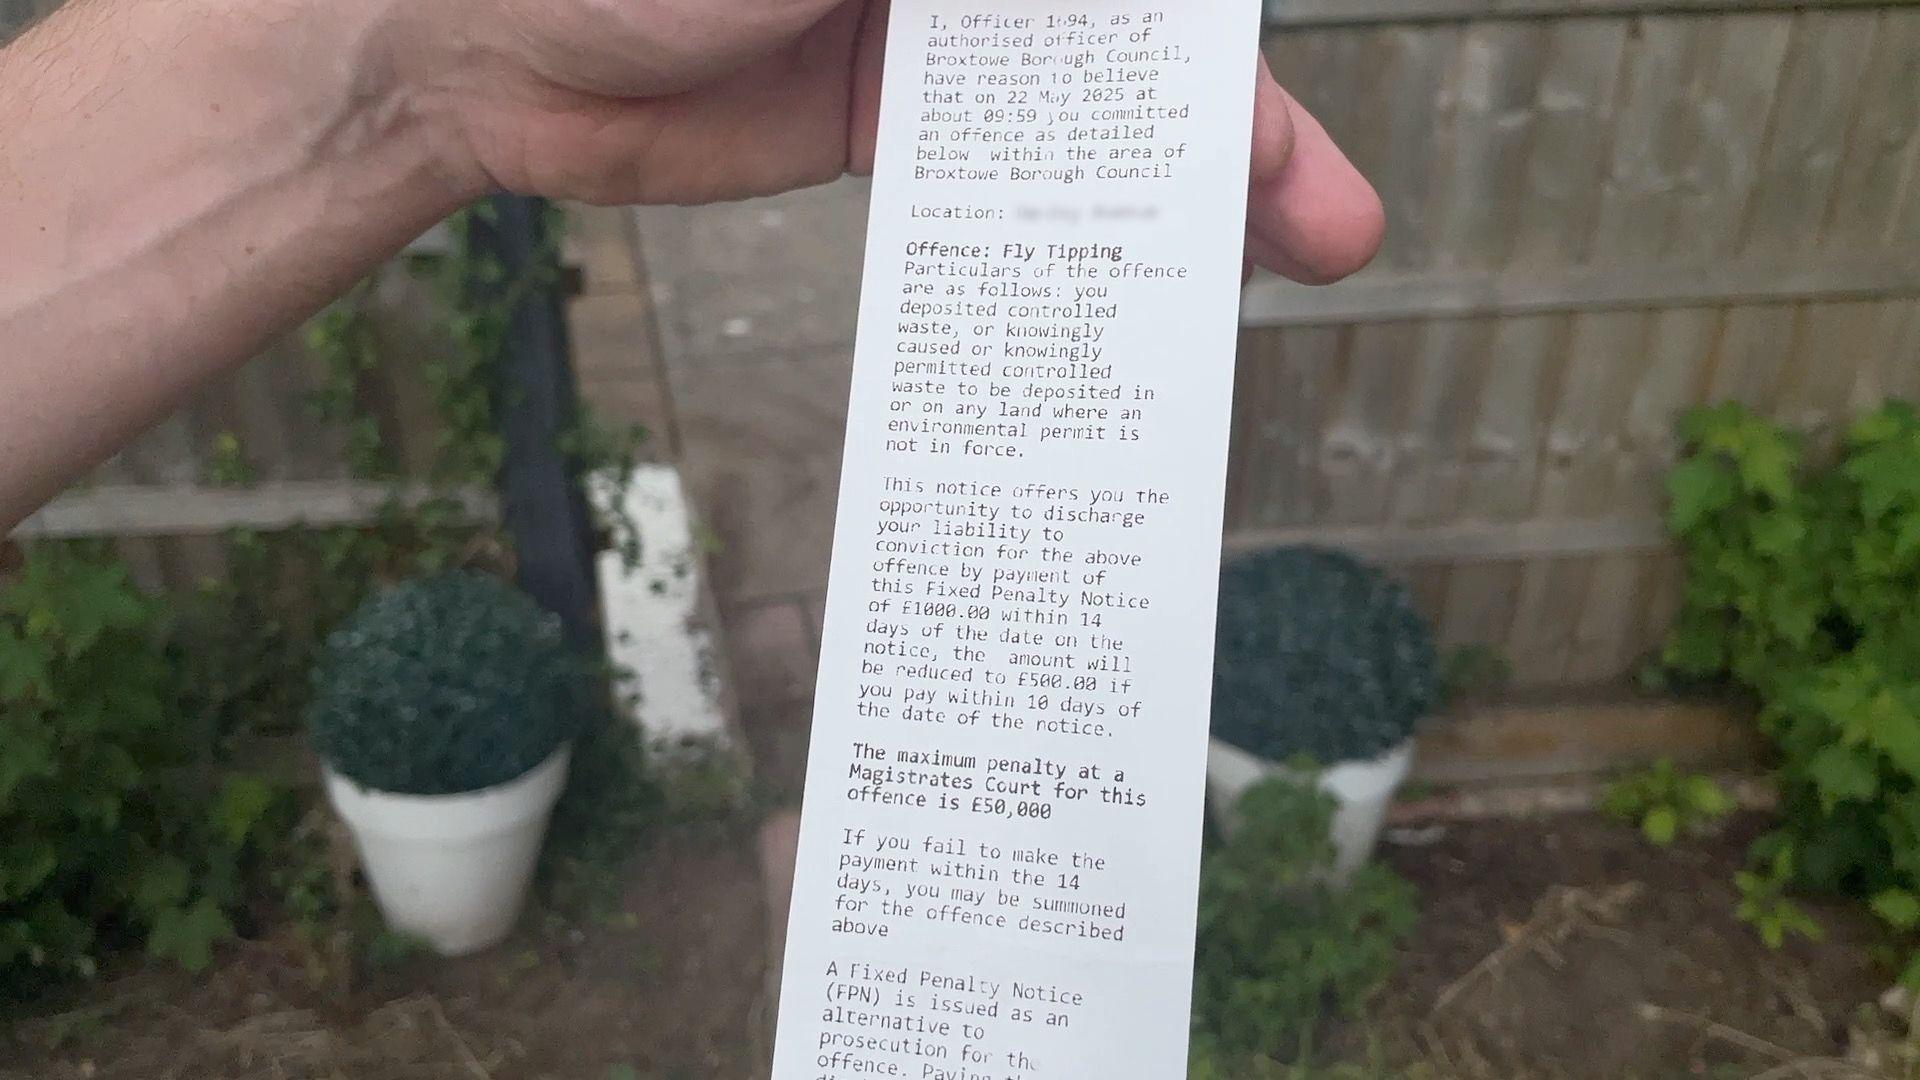 I, Officer 1694, as an
authorised officer of
Broxtowe Borough Council,
have reason to believe
that on 22 May 2025 at
about 09:59 you committed
an offence as detailed
below within the area of
Broxtowe Borough Council
Location:
Offence: Fly Tipping
Particulars of the offence
are as follows: you
deposited controlled
waste, or knowingly
caused or knowingly
permitted controlled
waste to be deposited in
or on any land where an
environmental permit is
not in force.
This notice offers you the
opportunity to discharge
your liability to
conviction for the above
offence by payment of
this Fixed Penalty Notice
of £1000.00 within 14
days of the date on the
notice, the amount will
be reduced to £500.00 if
you pay within 10 days of
the date of the notice.
The maximum penalty at a
Magistrates Court for this
offence is £50,000
If you fail to make the
payment within the 14
days, you may be summoned
for the offence described
above
A Fixed Penalty Notice
(FPN) is issued as an
alternative to
prosecution for the
offence. Paying